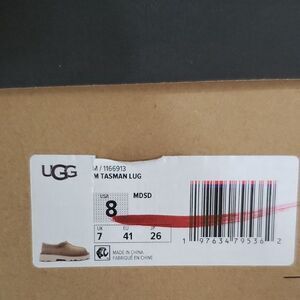 UGG
M / 1166913
M TASMAN LUG
USA
8
MDSD
UK EU JP
7 41 26
MADE IN CHINA
FABRIQUÉ EN CHINE
1 97634 79536 2